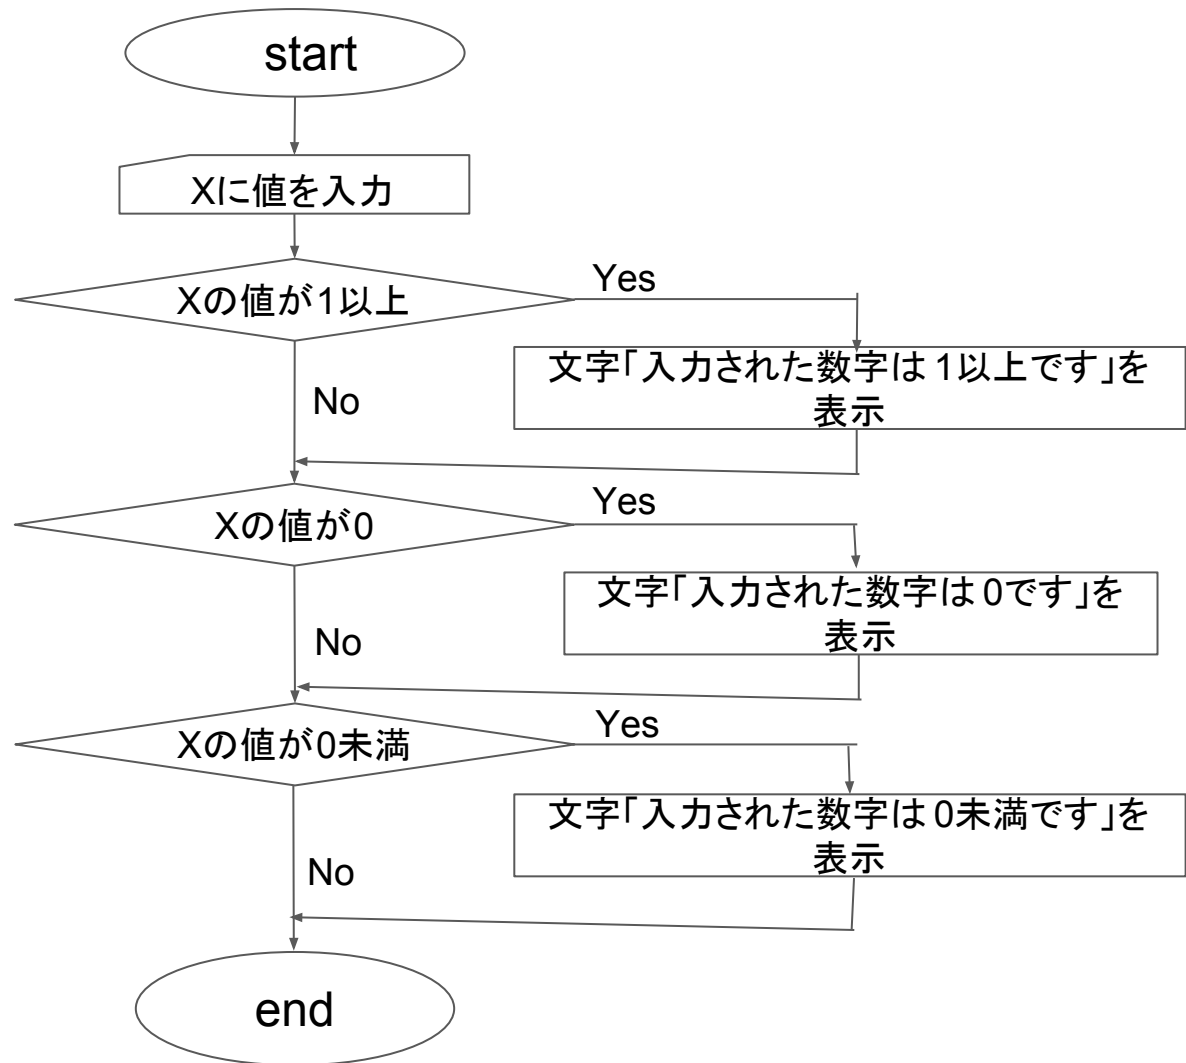 start
Xに値を入力
Xの値が1以上
Yes
文字「入力された数字は1以上です」を
表示
No
Xの値が0
Yes
文字「入力された数字は0です」を
表示
No
Xの値が0未満
Yes
文字「入力された数字は0未満です」を
表示
No
end